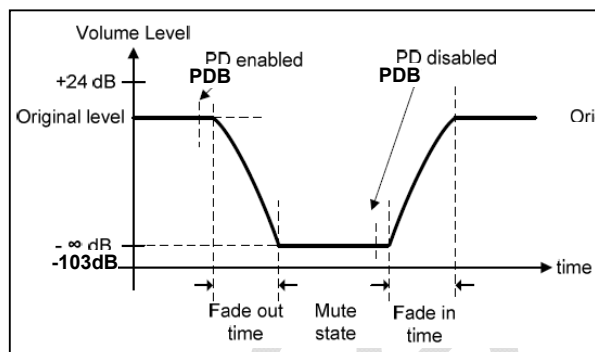 Volume Level
PD enabled
PDB
PD disabled
PDB
+24 dB
Original level
Ori
- ∞ dB
-103dB
time
Fade out
time
Mute
state
Fade in
time